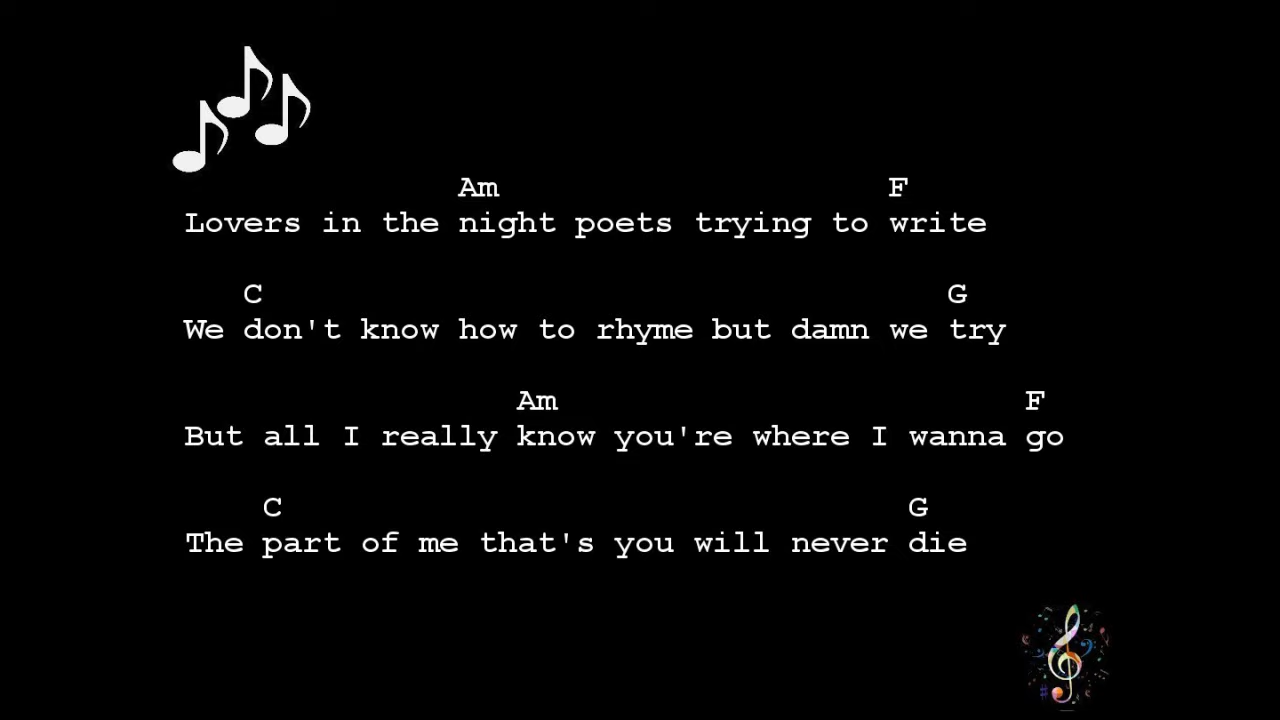 Am F
Lovers in the night poets trying to write
C G
We don't know how to rhyme but damn we try
Am F
But all I really know you're where I wanna go
C G
The part of me that's you will never die